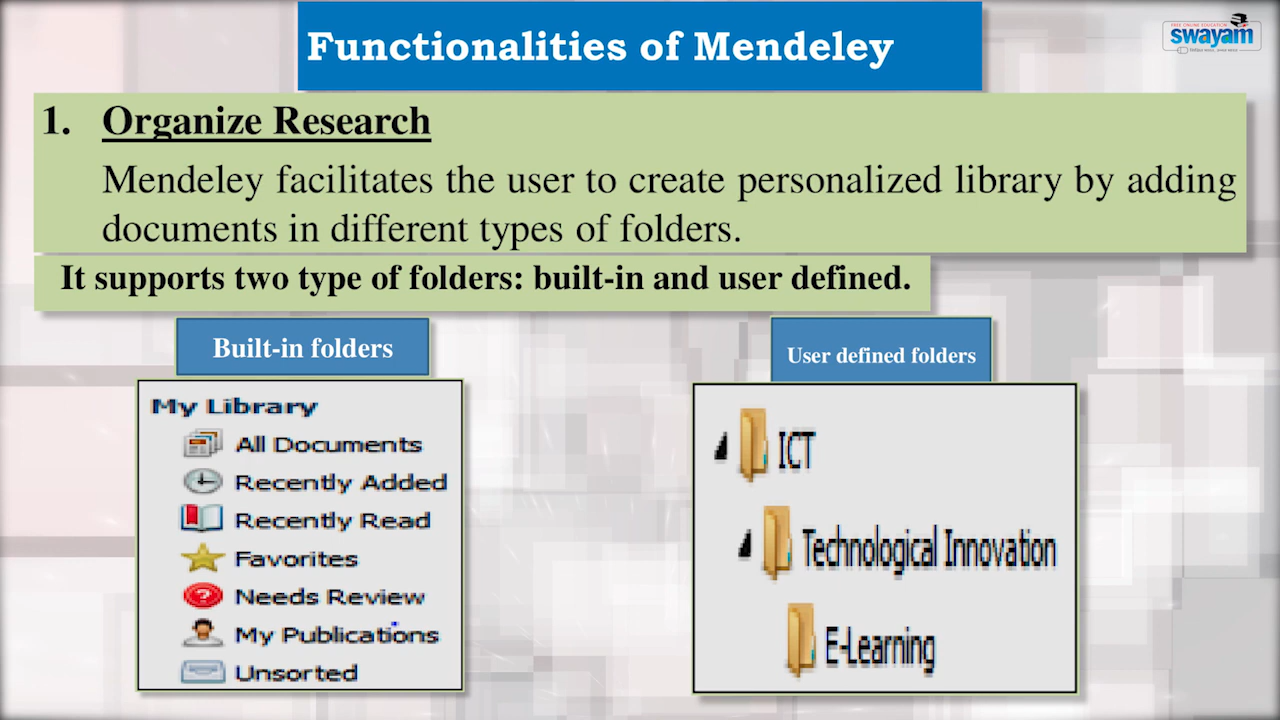 Functionalities of Mendeley
FREE ONLINE EDUCATION
swayam
1. Organize Research
Mendeley facilitates the user to create personalized library by adding
documents in different types of folders.
It supports two type of folders: built-in and user defined.
Built-in folders
My Library
All Documents
Recently Added
Recently Read
Favorites
Needs Review
My Publications
Unsorted
User defined folders
ICT
Technological Innovation
E-Learning